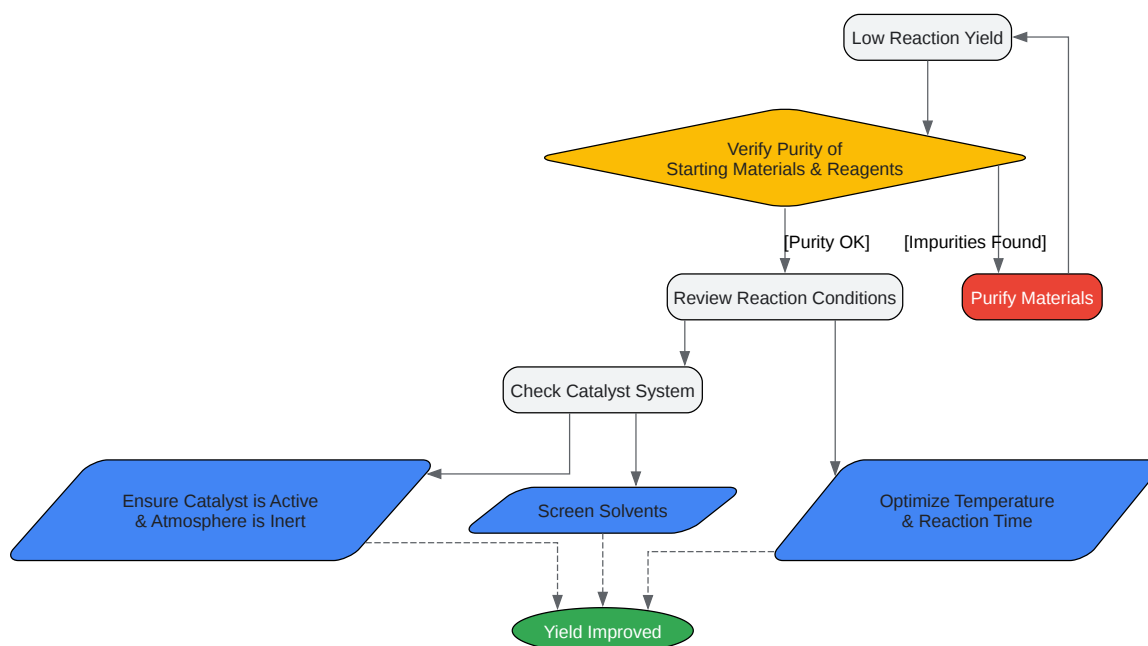 Low Reaction Yield
Verify Purity of
Starting Materials & Reagents
[Purity OK]
[Impurities Found]
Review Reaction Conditions
Purify Materials
Check Catalyst System
Ensure Catalyst is Active
& Atmosphere is Inert
Screen Solvents
Optimize Temperature
& Reaction Time
Yield Improved